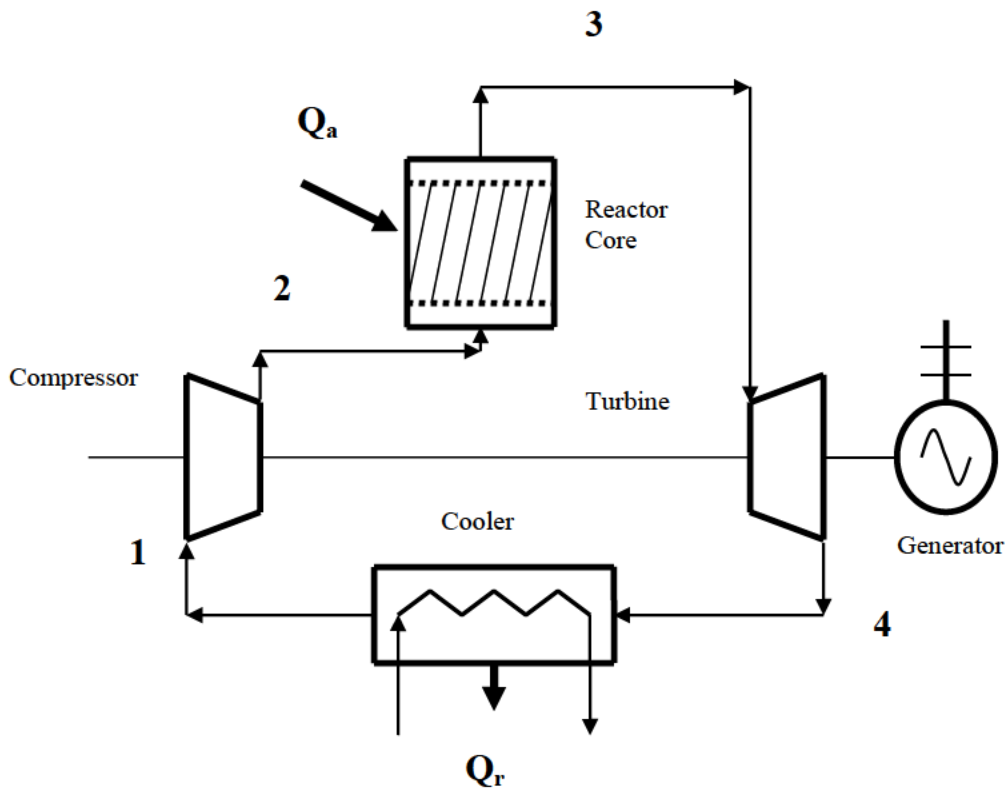 3
Qa
Reactor
Core
2
Compressor
Turbine
Cooler
1
Generator
4
Qr